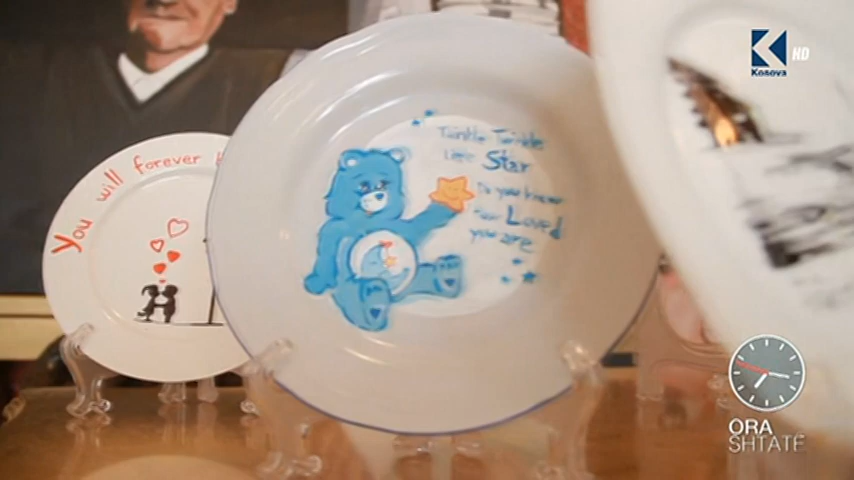 You will forever
Twinkle Twinkle
Little Star
Do you know
how Loved
you are
Kosova HD
ORA
SHTATË